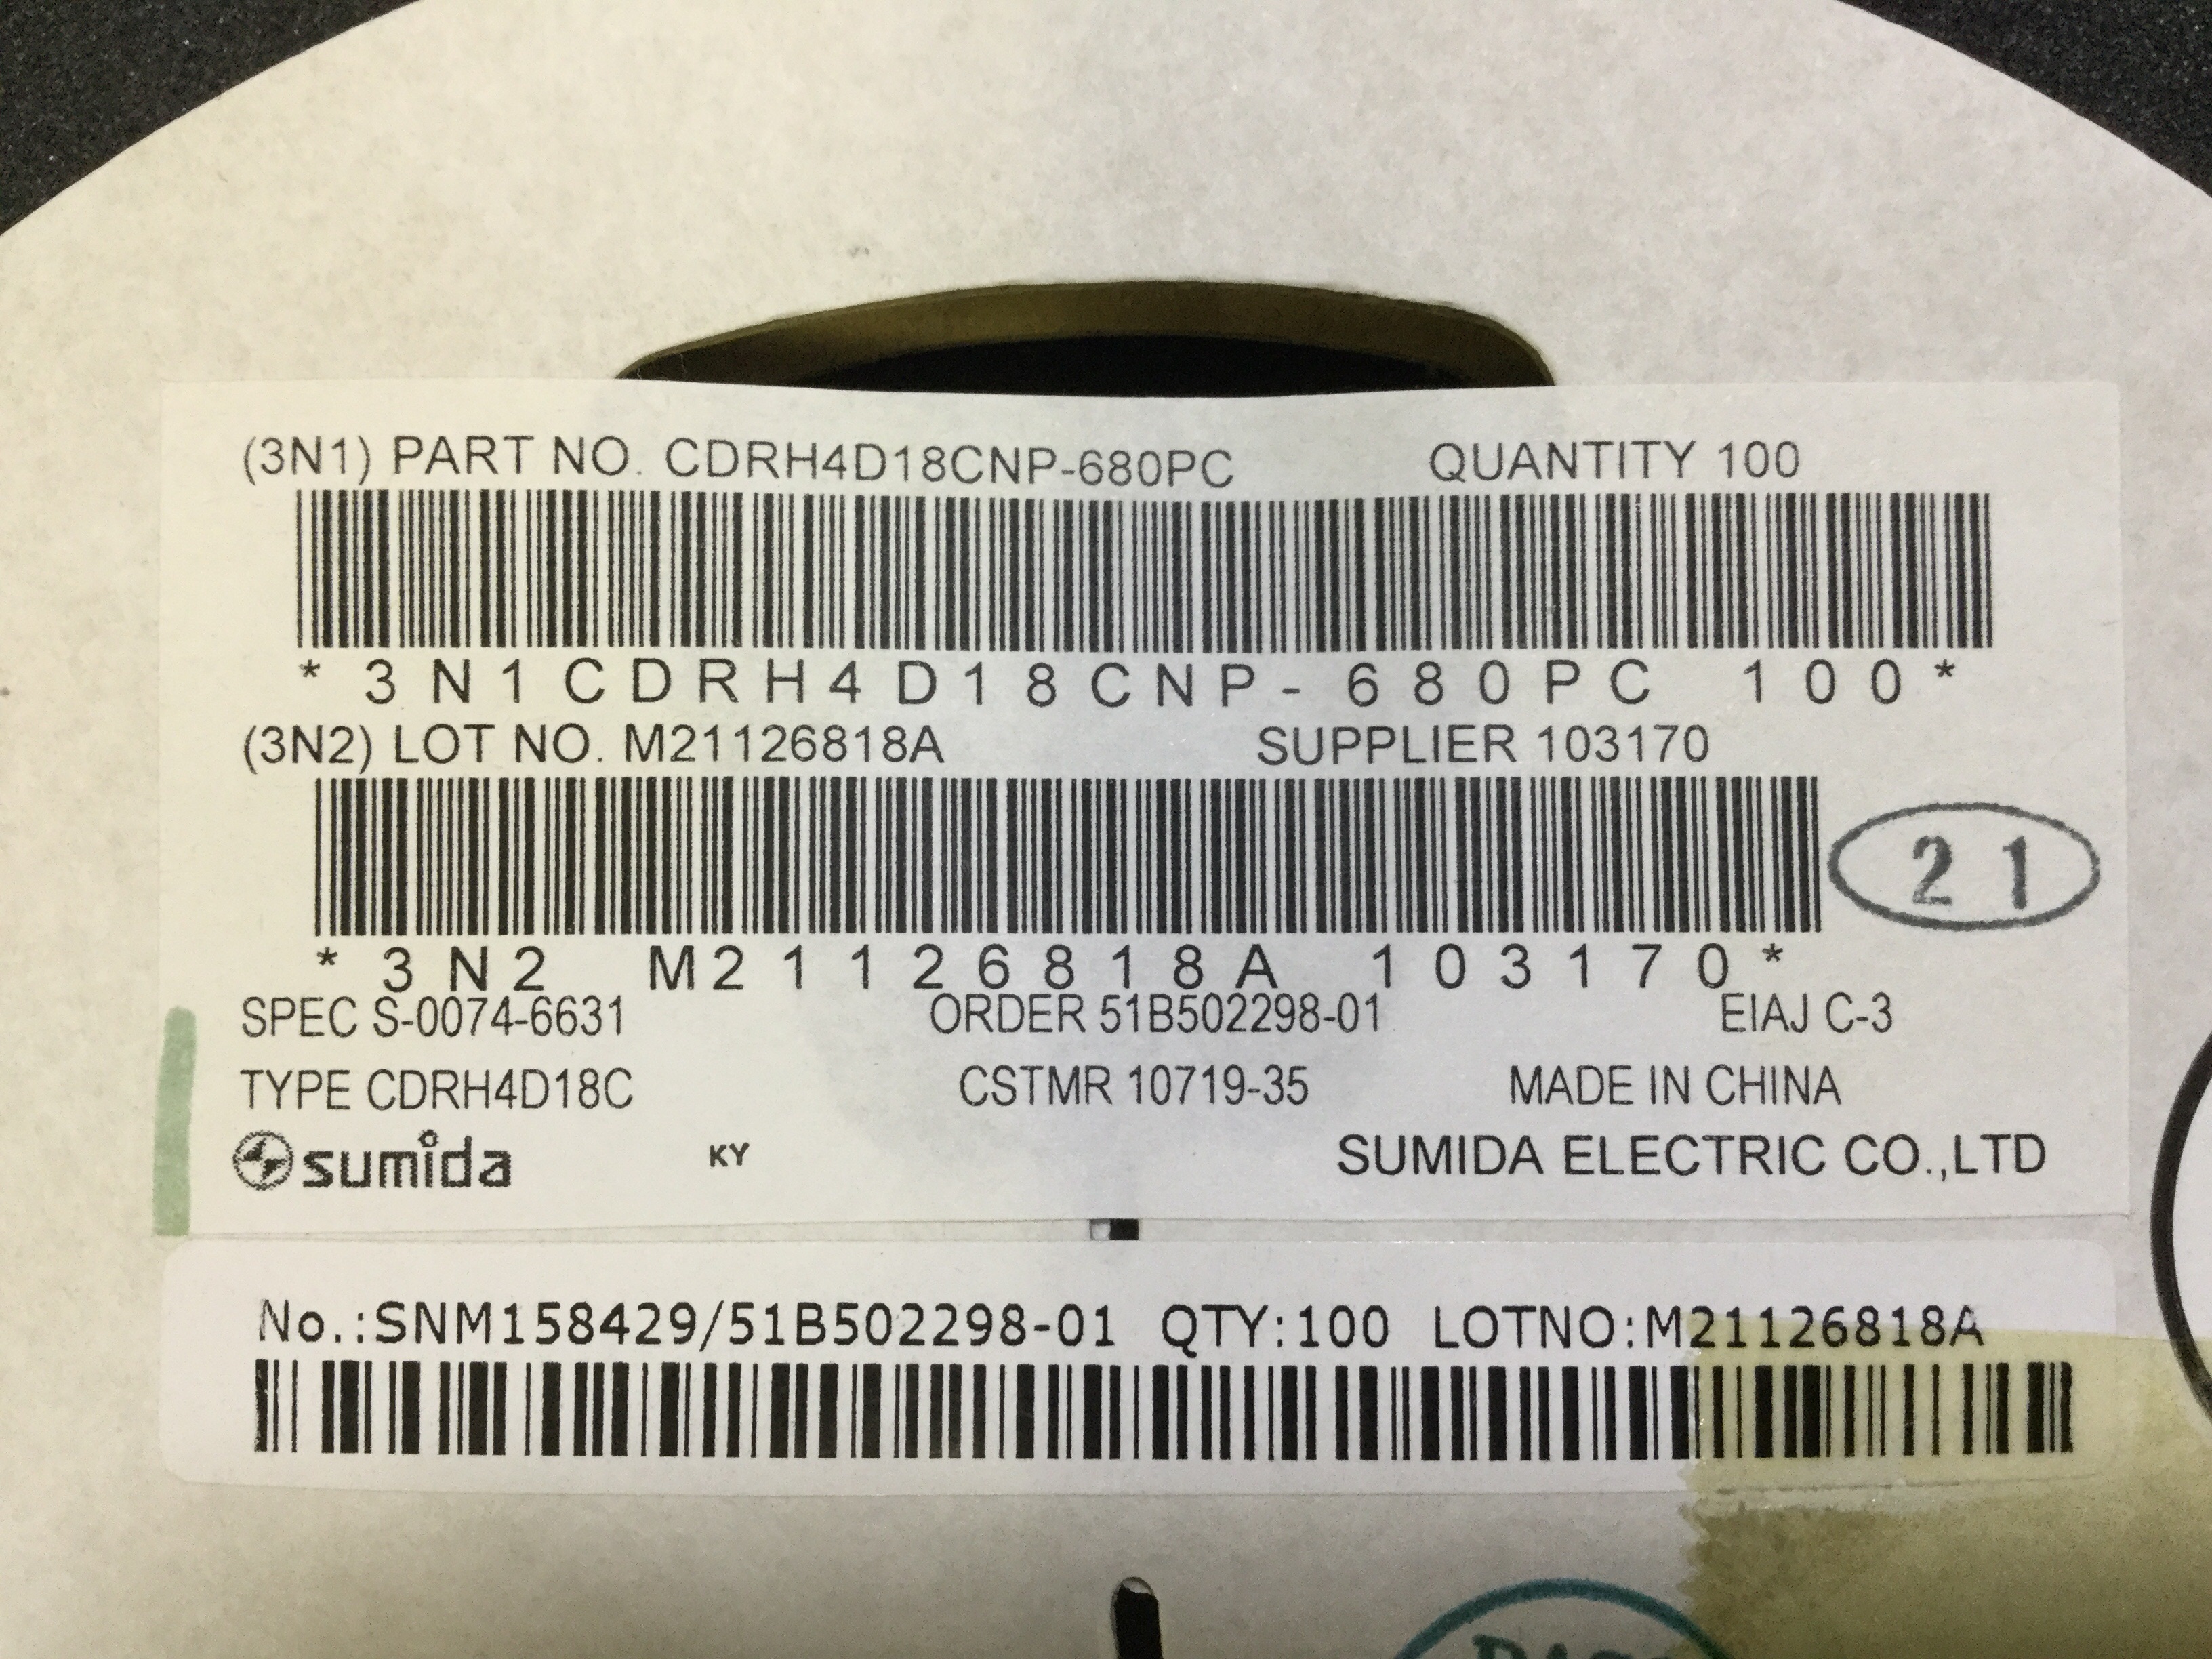 (3N1) PART NO. CDRH4D18CNP-680PC QUANTITY 100
*3N1CDRH4D18CNP-680PC 100*
(3N2) LOT NO. M21126818A SUPPLIER 103170
21
*3N2 M21126818A 103170*
SPEC S-0074-6631 ORDER 51B502298-01 EIAJ C-3
TYPE CDRH4D18C CSTMR 10719-35 MADE IN CHINA
sumida KY SUMIDA ELECTRIC CO.,LTD
No.:SNM158429/51B502298-01 QTY:100 LOTNO:M21126818A